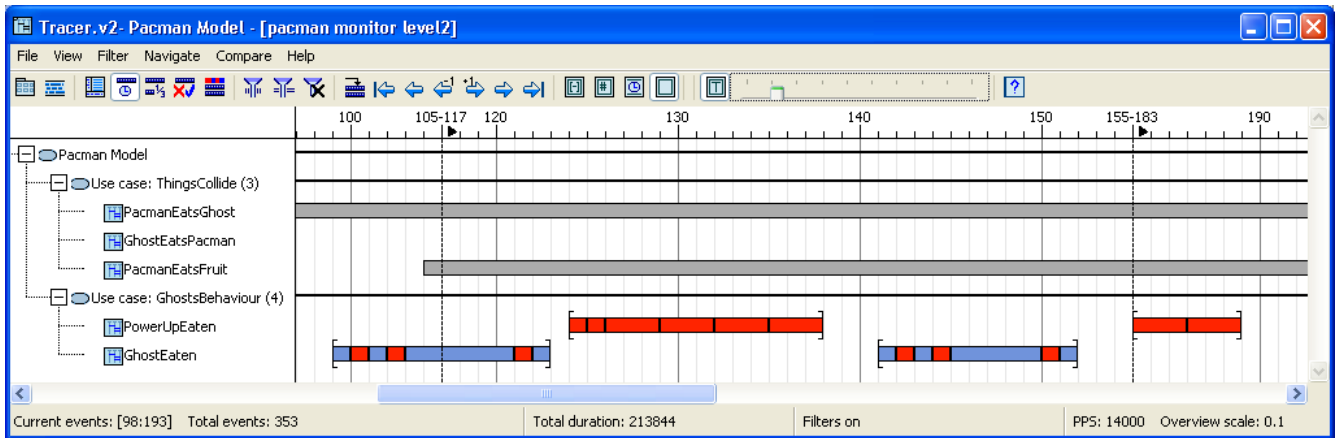 Tracer.v2- Pacman Model - [pacman monitor level2]
File View Filter Navigate Compare Help
100 105-117 120 130 140 150 155-183 190
Pacman Model
Use case: ThingsCollide (3)
PacmanEatsGhost
GhostEatsPacman
PacmanEatsFruit
Use case: GhostsBehaviour (4)
PowerUpEaten
GhostEaten
Current events: [98:193] Total events: 353 Total duration: 213844 Filters on PPS: 14000 Overview scale: 0.1